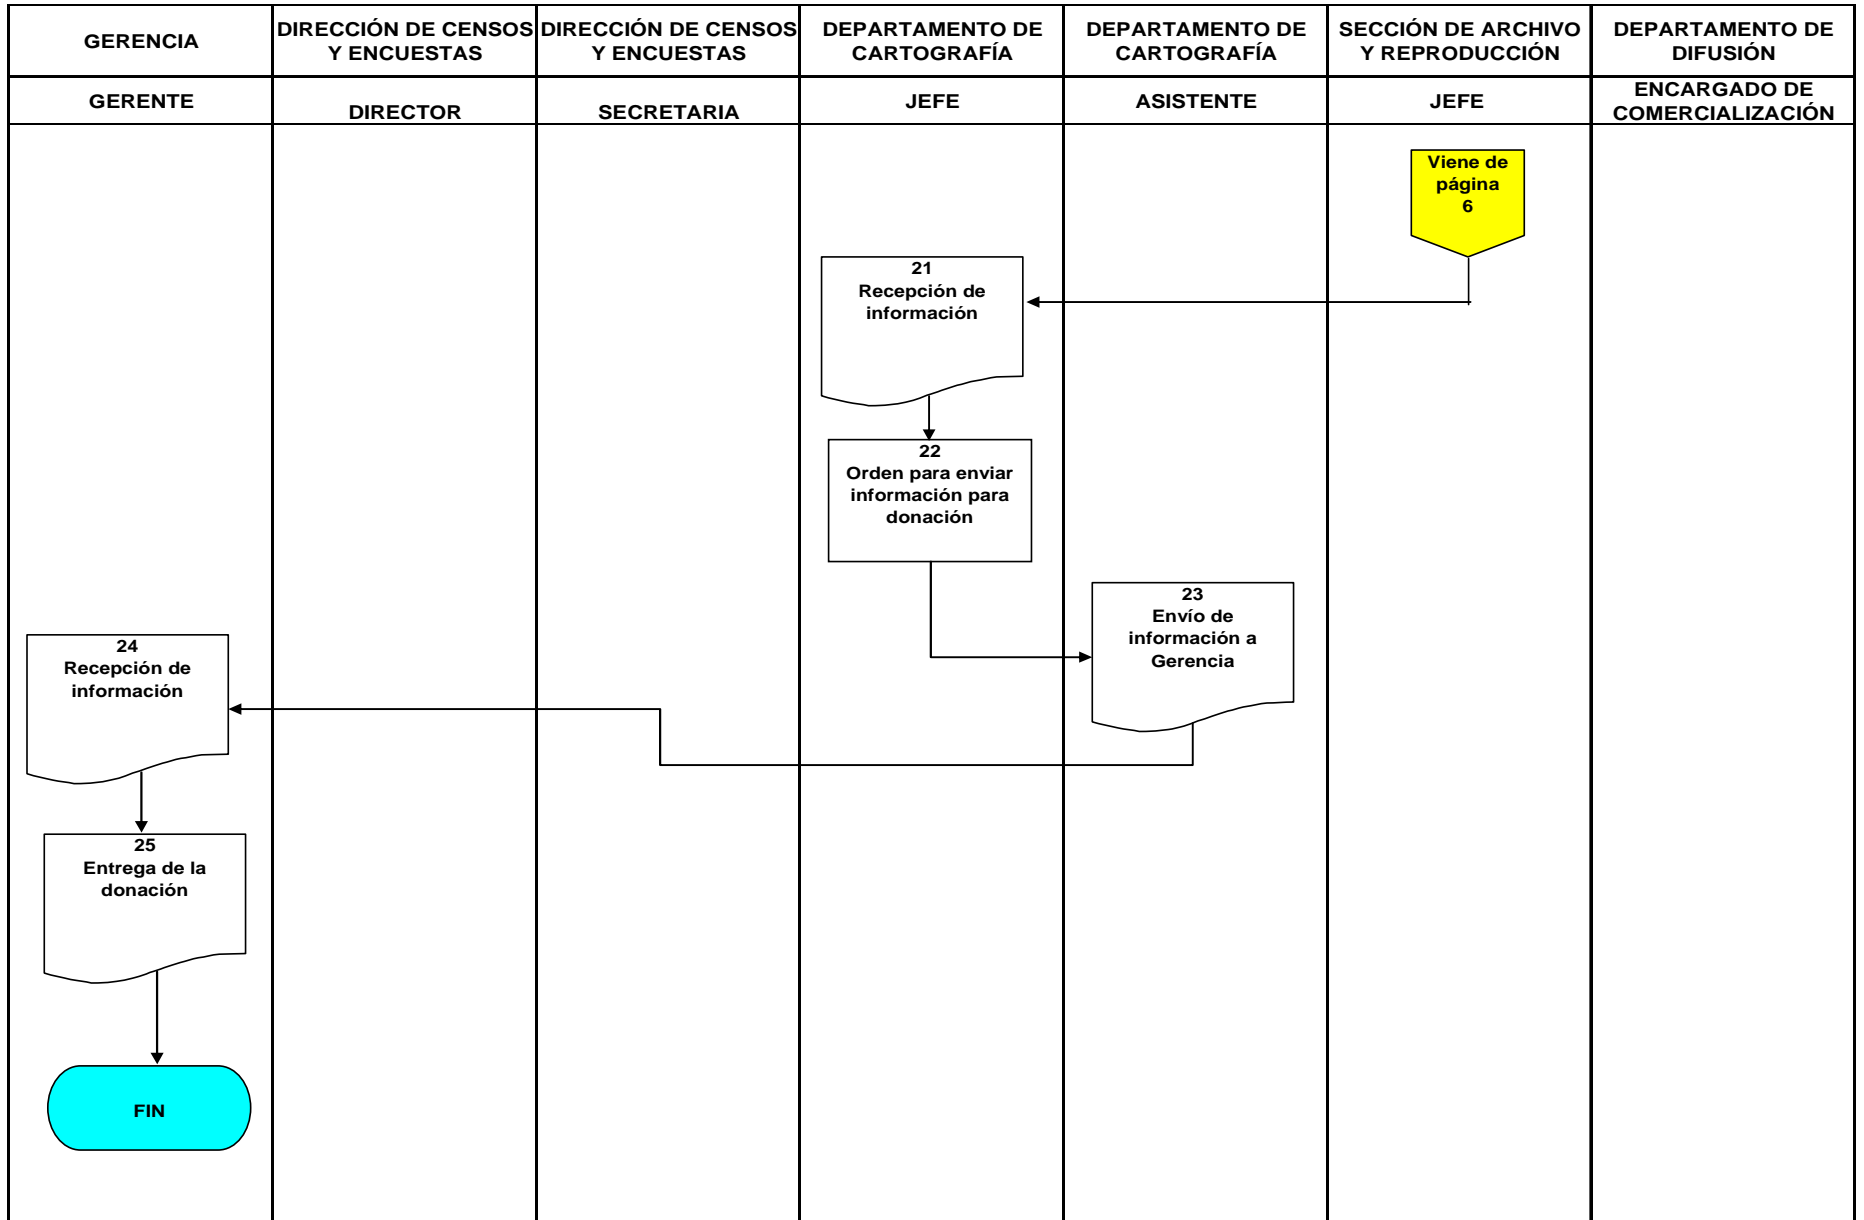 GERENCIA
DIRECCIÓN DE CENSOS
Y ENCUESTAS
DIRECCIÓN DE CENSOS
Y ENCUESTAS
DEPARTAMENTO DE
CARTOGRAFÍA
DEPARTAMENTO DE
CARTOGRAFÍA
SECCIÓN DE ARCHIVO
Y REPRODUCCIÓN
DEPARTAMENTO DE
DIFUSIÓN
GERENTE
DIRECTOR
SECRETARIA
JEFE
ASISTENTE
JEFE
ENCARGADO DE
COMERCIALIZACIÓN
Viene de
página
6
21
Recepción de
información
22
Orden para enviar
información para
donación
23
Envío de
información a
Gerencia
24
Recepción de
información
25
Entrega de la
donación
FIN